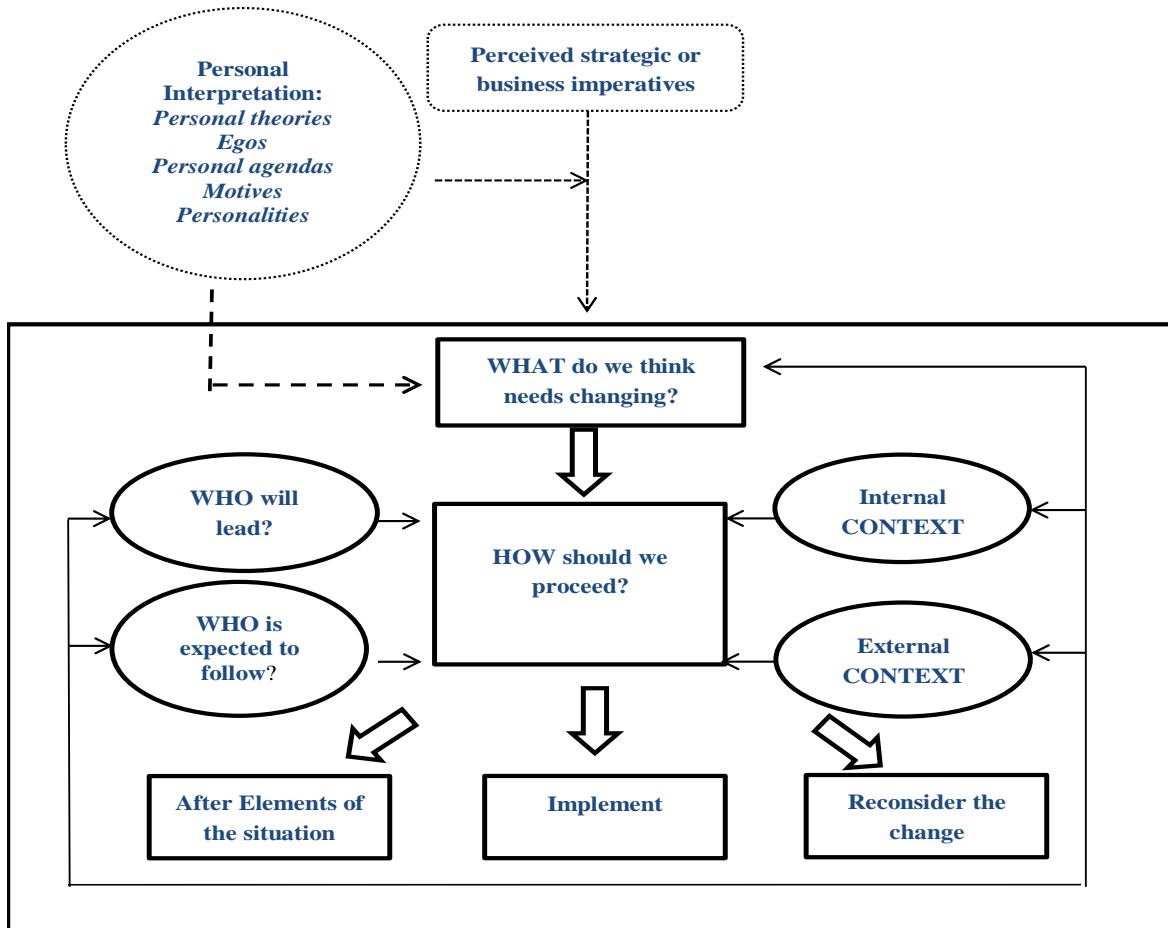 Personal
Interpretation:
Personal theories
Egos
Personal agendas
Motives
Personalities
Perceived strategic or
business imperatives
WHAT do we think
needs changing?
WHO will
lead?
Internal
CONTEXT
HOW should we
proceed?
WHO is
expected to
follow?
External
CONTEXT
After Elements of
the situation
Implement
Reconsider the
change